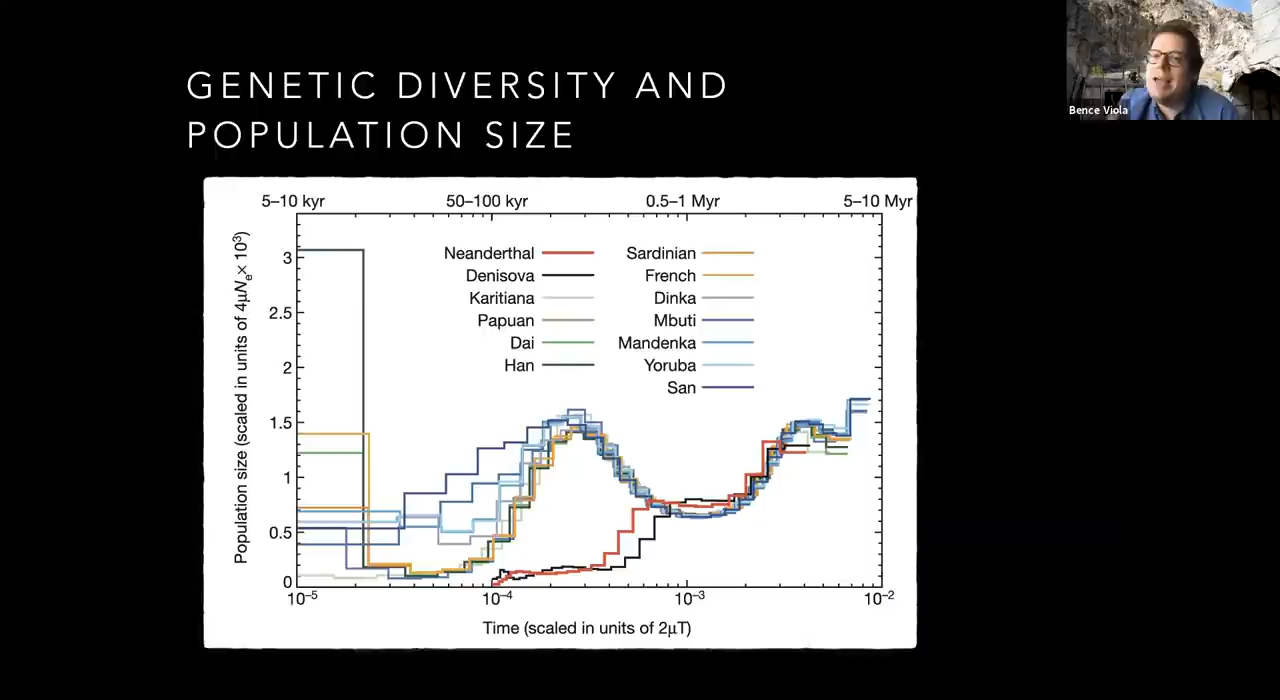 GENETIC DIVERSITY AND
POPULATION SIZE
Bence Viola
5–10 kyr 50–100 kyr 0.5–1 Myr 5–10 Myr
Population size (scaled in units of 4μNₑ× 10³)
3
2.5
2
1.5
1
0.5
0
Neanderthal
Denisova
Karitiana
Papuan
Dai
Han
Sardinian
French
Dinka
Mbuti
Mandenka
Yoruba
San
10⁻⁵ 10⁻⁴ 10⁻³ 10⁻²
Time (scaled in units of 2μT)